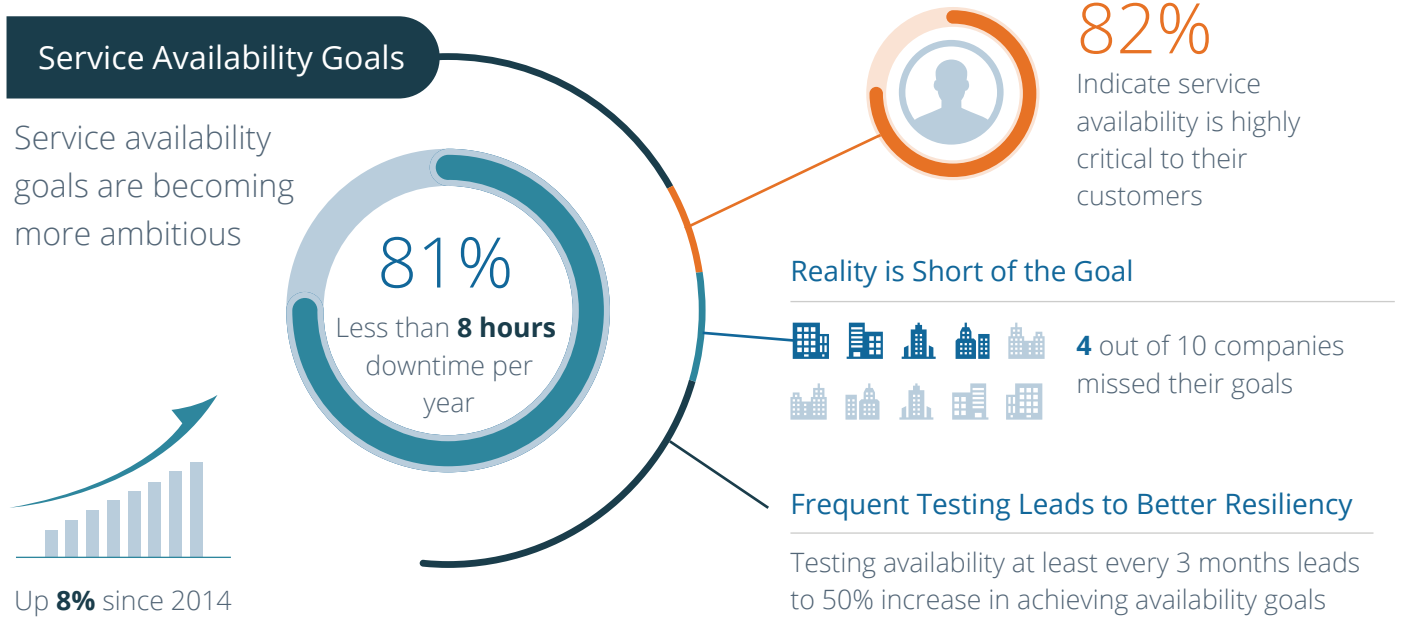 Service Availability Goals
Service availability
goals are becoming
more ambitious
81%
Less than 8 hours
downtime per
year
Up 8% since 2014
82%
Indicate service
availability is highly
critical to their
customers
Reality is Short of the Goal
4 out of 10 companies
missed their goals
Frequent Testing Leads to Better Resiliency
Testing availability at least every 3 months leads
to 50% increase in achieving availability goals